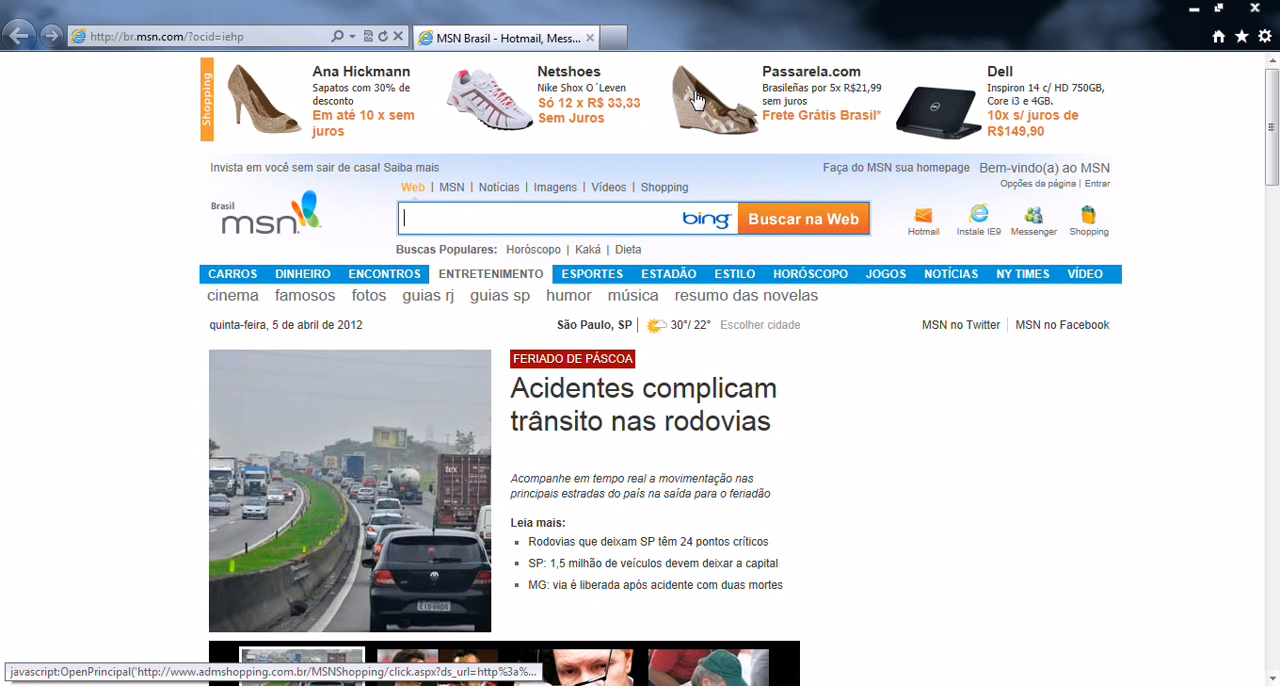 http://br.msn.com/?ocid=iehp
MSN Brasil - Hotmail, Mess...
Shopping
Ana Hickmann
Sapatos com 30% de
desconto
Em até 10 x sem
juros
Netshoes
Nike Shox O´Leven
Só 12 x R$ 33,33
Sem Juros
Passarela.com
Brasileñas por 5x R$21,99
sem juros
Frete Grátis Brasil*
Dell
Inspiron 14 c/ HD 750GB,
Core i3 e 4GB.
10x s/ juros de
R$149,90
Invista em você sem sair de casa! Saiba mais
Faça do MSN sua homepage
Bem-vindo(a) ao MSN
Opções da página | Entrar
Web | MSN | Notícias | Imagens | Vídeos | Shopping
Brasil
msn
bing
Buscar na Web
Hotmail
Instale IE9
Messenger
Shopping
Buscas Populares: Horóscopo | Kaká | Dieta
CARROS DINHEIRO ENCONTROS ENTRETENIMENTO ESPORTES ESTADÃO ESTILO HORÓSCOPO JOGOS NOTÍCIAS NY TIMES VÍDEO
cinema famosos fotos guias rj guias sp humor música resumo das novelas
quinta-feira, 5 de abril de 2012
São Paulo, SP | 30°/ 22° Escolher cidade
MSN no Twitter | MSN no Facebook
FERIADO DE PÁSCOA
Acidentes complicam
trânsito nas rodovias
Acompanhe em tempo real a movimentação nas
principais estradas do país na saída para o feriadão
Leia mais:
Rodovias que deixam SP têm 24 pontos críticos
SP: 1,5 milhão de veículos devem deixar a capital
MG: via é liberada após acidente com duas mortes
tex
javascript:OpenPrincipal('http://www.admshopping.com.br/MSNShopping/click.aspx?ds_url=http%3a%...